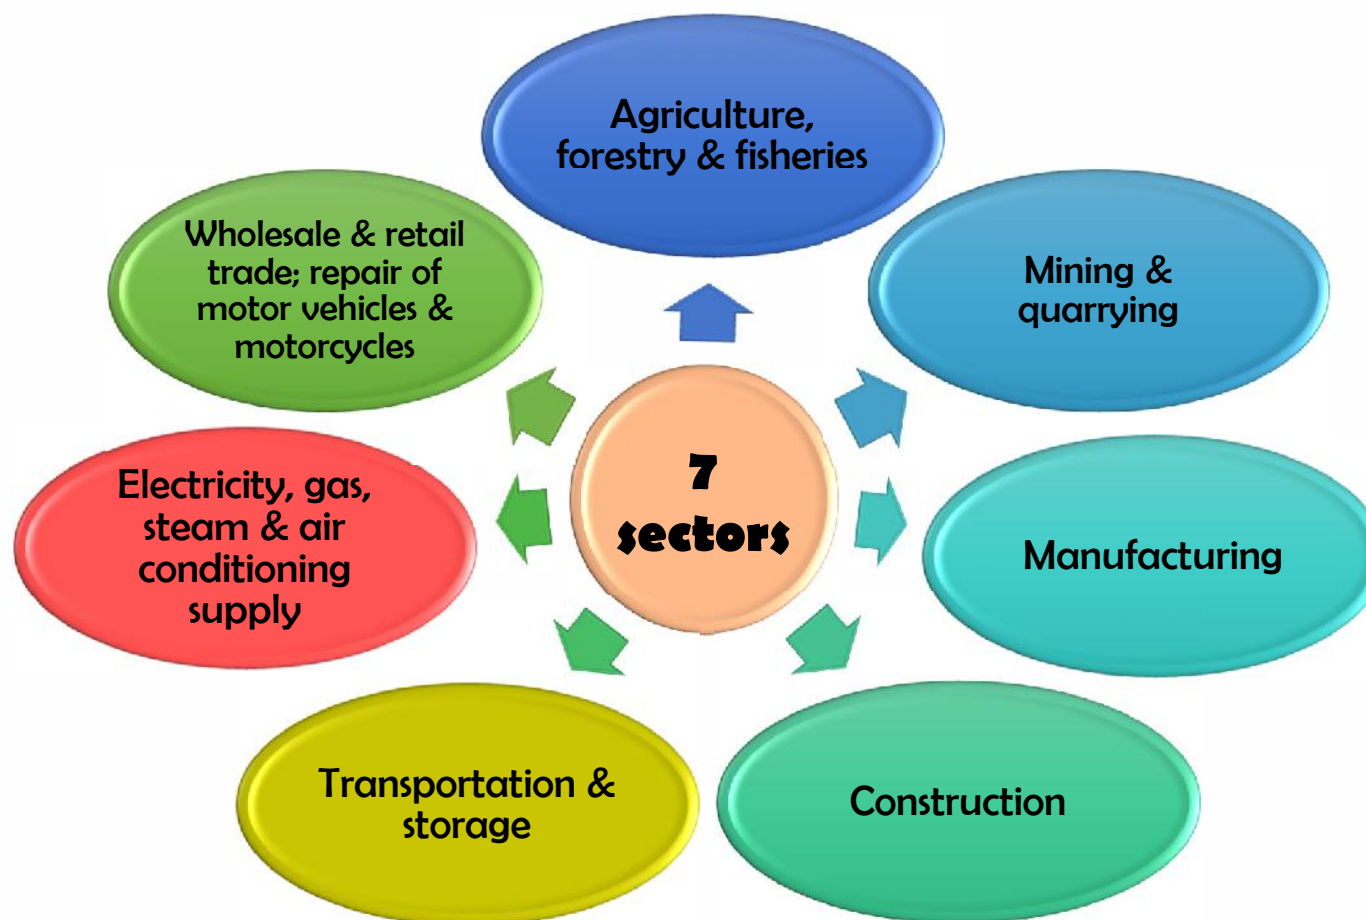 Agriculture,
forestry & fisheries
Mining &
quarrying
Manufacturing
Construction
Transportation &
storage
Electricity, gas,
steam & air
conditioning
supply
Wholesale & retail
trade; repair of
motor vehicles &
motorcycles
7
sectors